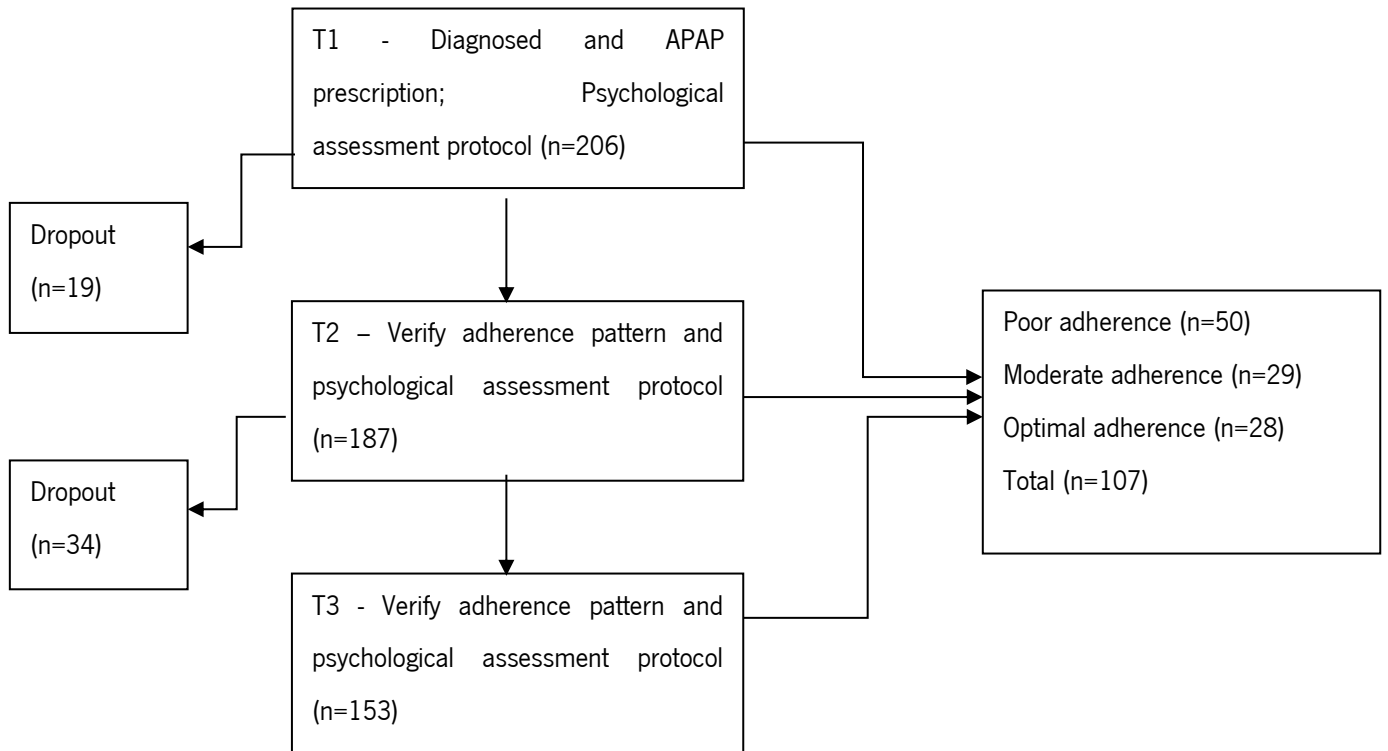 T1 - Diagnosed and APAP
prescription; Psychological
assessment protocol (n=206)
Dropout
(n=19)
T2 – Verify adherence pattern and
psychological assessment protocol
(n=187)
Poor adherence (n=50)
Moderate adherence (n=29)
Optimal adherence (n=28)
Total (n=107)
Dropout
(n=34)
T3 - Verify adherence pattern and
psychological assessment protocol
(n=153)